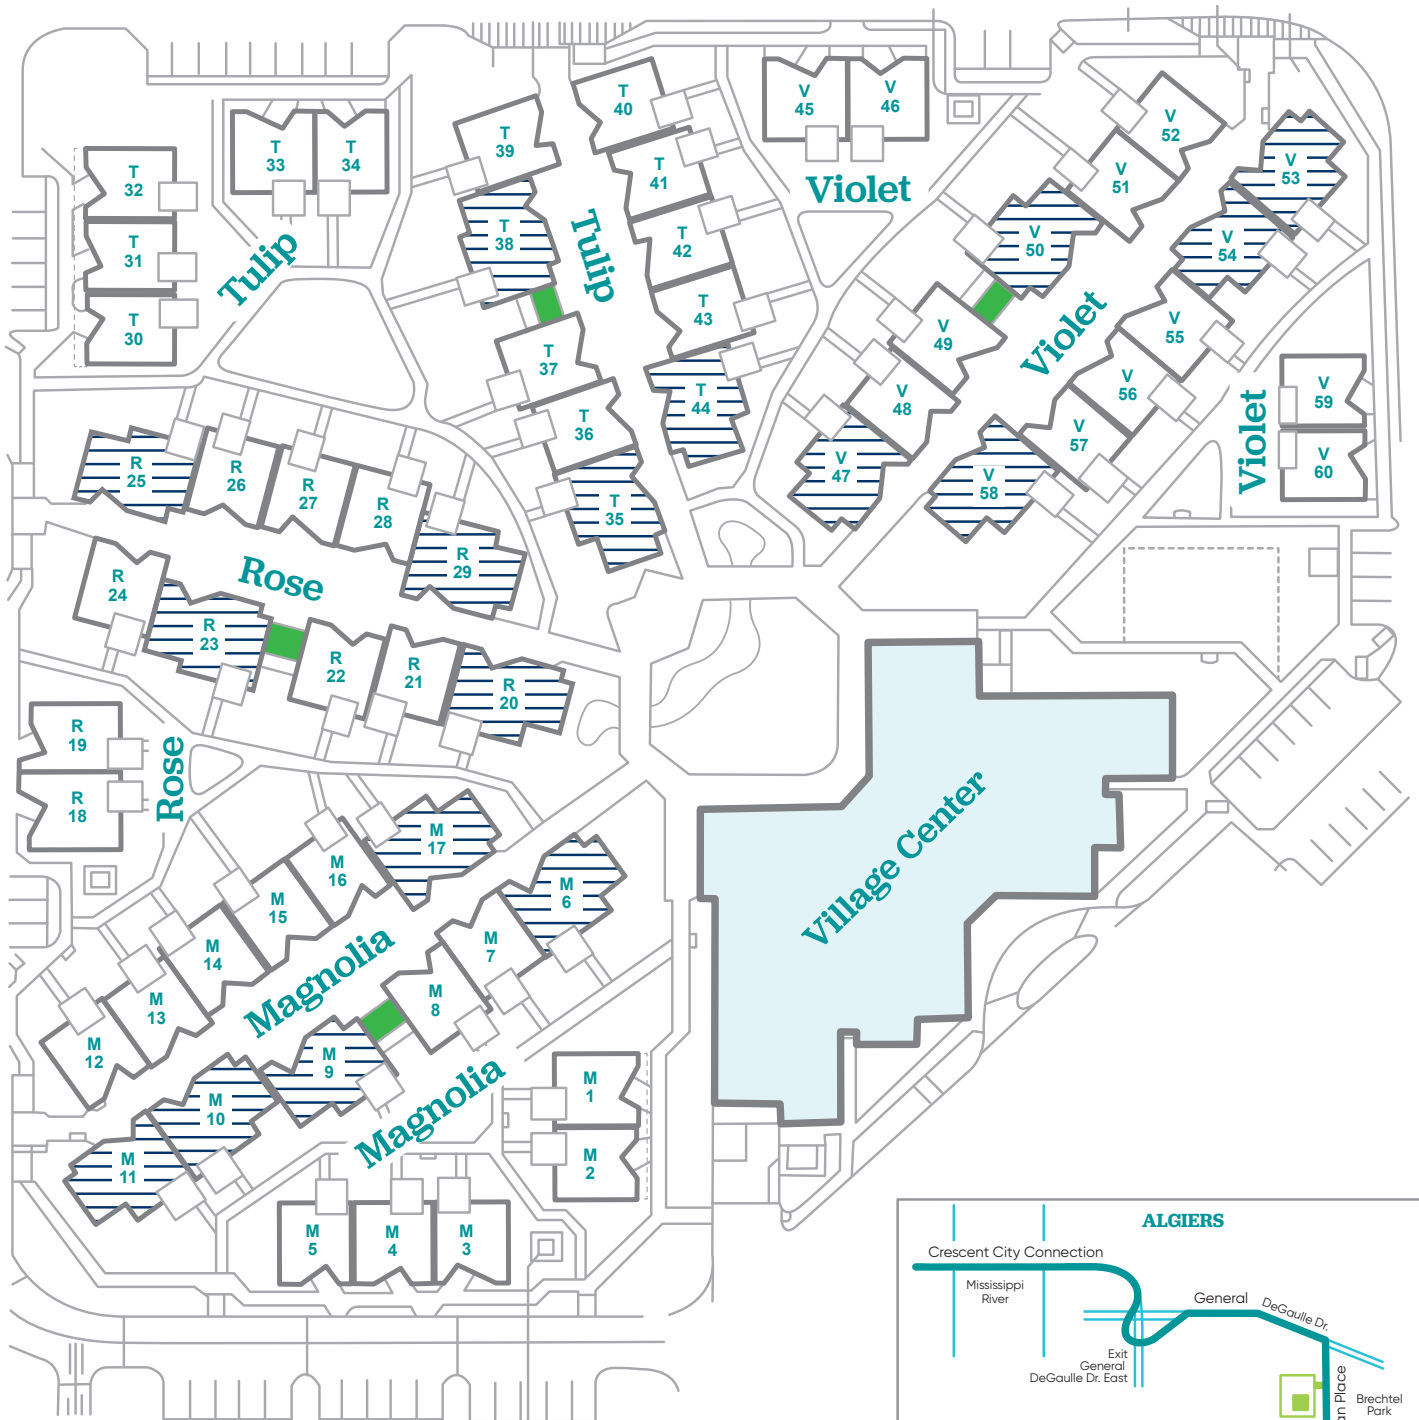 T
40
V
45
V
46
V
52
T
39
T
33
T
34
T
32
T
41
V
51
V
53
Violet
T
38
Tulip
T
42
V
50
V
54
T
31
Tulip
T
30
T
43
V
49
Violet
V
55
T
37
T
44
V
48
V
56
V
59
T
36
V
57
Violet
V
60
R
25
R
26
R
27
R
28
T
35
V
47
V
58
R
29
R
24
Rose
R
23
R
22
R
21
R
20
R
19
Rose
R
18
M
17
M
16
M
15
M
6
Village Center
M
14
M
7
Magnolia
M
13
M
8
M
12
M
9
M
10
Magnolia
M
1
M
11
M
2
M
5
M
4
M
3
ALGIERS
Crescent City Connection
Mississippi
River
General
DeGaulle Dr.
Exit
General
DeGaulle Dr. East
Place
Brechtel
Park